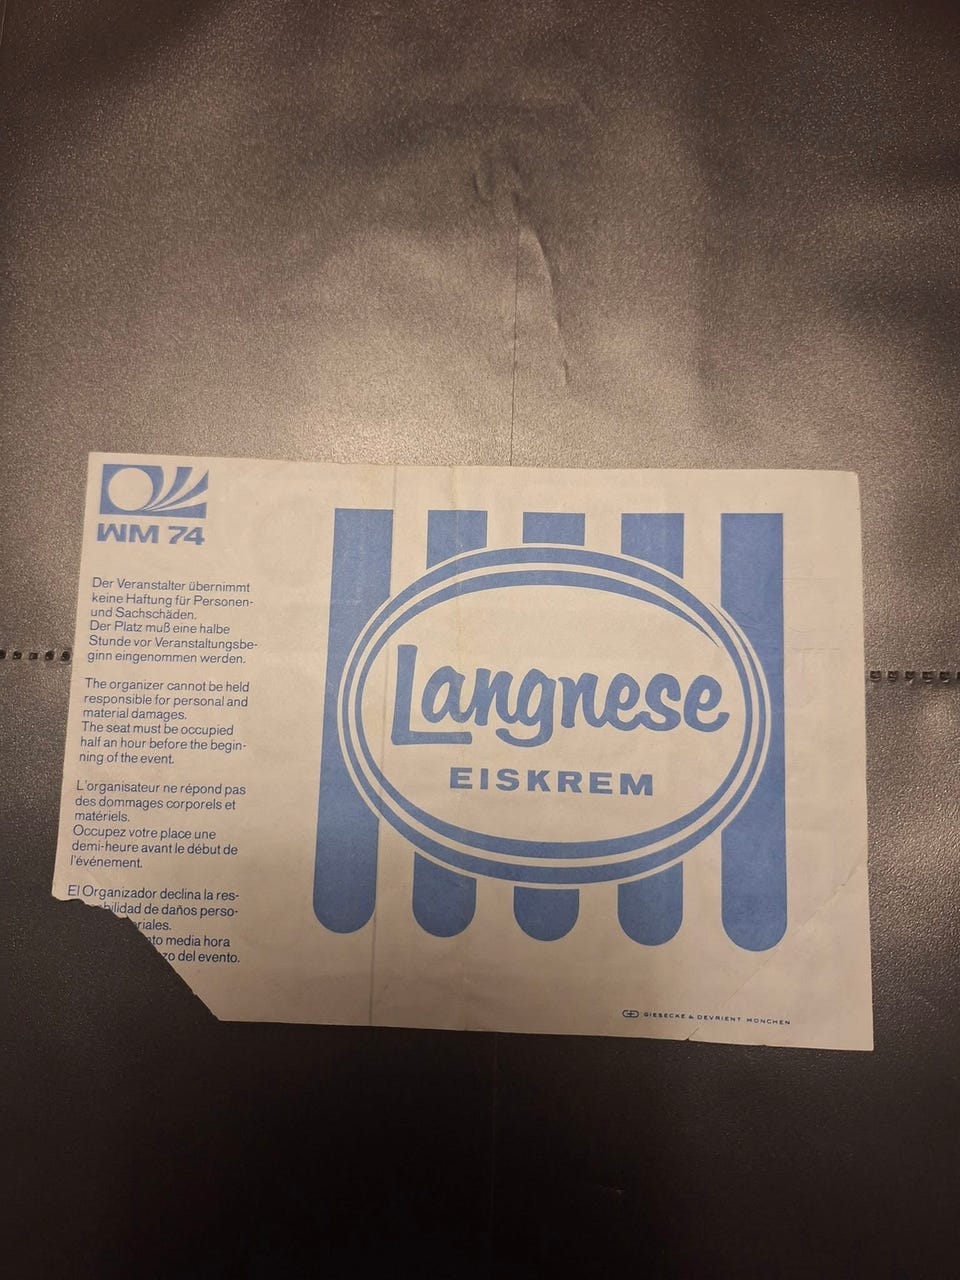 WM 74
Der Veranstalter übernimmt
keine Haftung für Personen-
und Sachschäden.
Der Platz muß eine halbe
Stunde vor Veranstaltungsbe-
ginn eingenommen werden.
The organizer cannot be held
responsible for personal and
material damages.
The seat must be occupied
half an hour before the begin-
ning of the event.
L'organisateur ne répond pas
des dommages corporels et
matériels.
Occupez votre place une
demi-heure avant le début de
l'événement.
El Organizador declina la res-
bilidad de daños perso-
riales.
nto media hora
zo del evento.
Langnese
EISKREM
GIESECKE & DEVRIENT MÜNCHEN